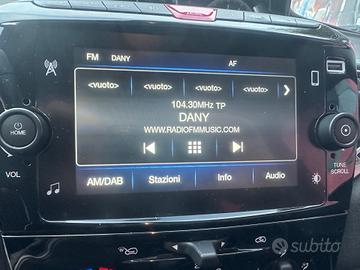 FM DANY AF
<vuoto> <vuoto> <vuoto> <vuoto>
104.30MHz TP
DANY
WWW.RADIOFMMUSIC.COM/
HOME
VOL
TUNE
SCROLL
AM/DAB Stazioni Info Audio
subito